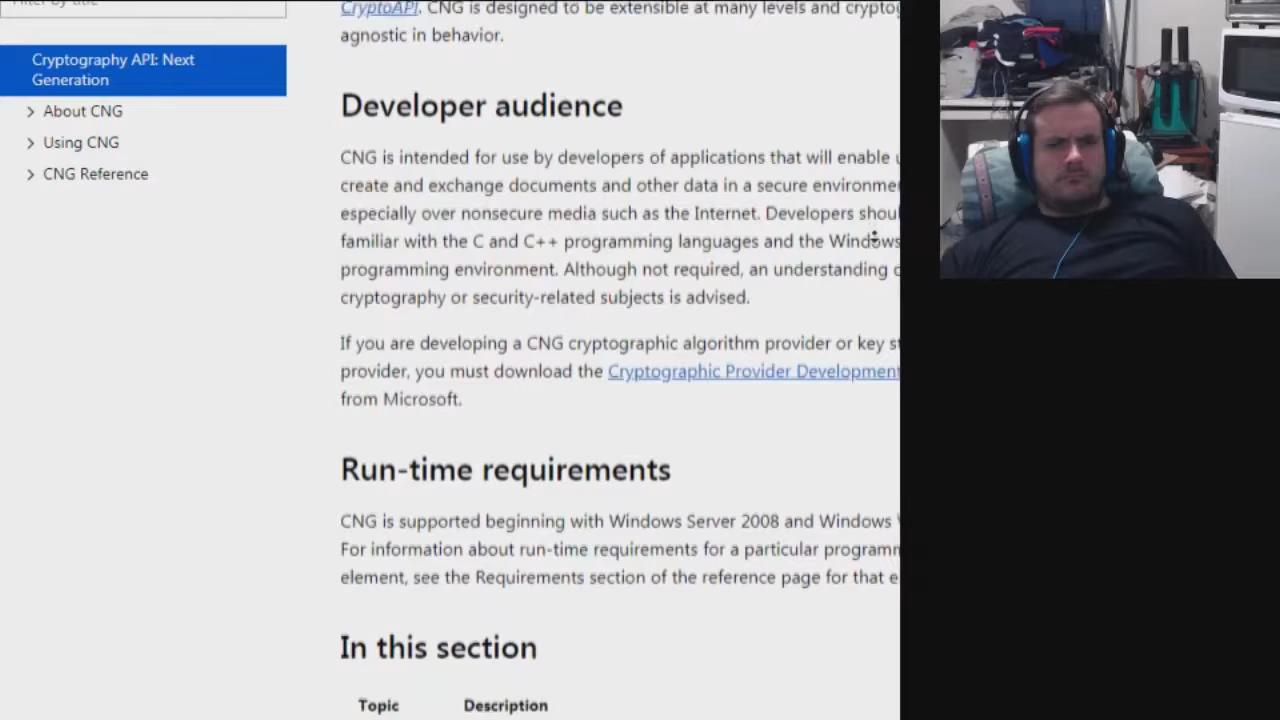 CryptoAPI. CNG is designed to be extensible at many levels and
agnostic in behavior.
Cryptography API: Next
Generation
About CNG
Using CNG
CNG Reference
Developer audience
CNG is intended for use by developers of applications that will enable
create and exchange documents and other data in a secure
especially over nonsecure media such as the Internet. Developers
familiar with the C and C++ programming languages and the Windows
programming environment. Although not required, an understanding
cryptography or security-related subjects is advised.
If you are developing a CNG cryptographic algorithm provider or key
provider, you must download the Cryptographic Provider Development
from Microsoft.
Run-time requirements
CNG is supported beginning with Windows Server 2008 and Windows
For information about run-time requirements for a particular
element, see the Requirements section of the reference page for that
In this section
Topic Description